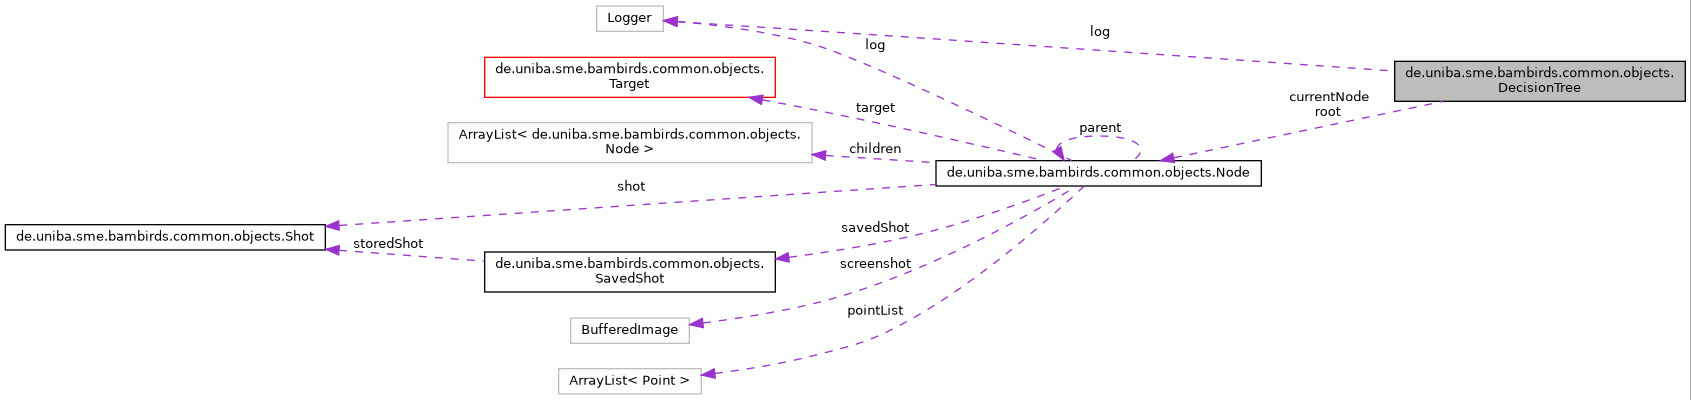 Logger
log
log
de.uniba.sme.bambirds.common.objects.
Target
de.uniba.sme.bambirds.common.objects.
DecisionTree
currentNode
root
target
parent
ArrayList< de.uniba.sme.bambirds.common.objects.
Node >
children
de.uniba.sme.bambirds.common.objects.Node
shot
savedShot
de.uniba.sme.bambirds.common.objects.Shot
storedShot
de.uniba.sme.bambirds.common.objects.
SavedShot
screenshot
pointList
BufferedImage
ArrayList< Point >